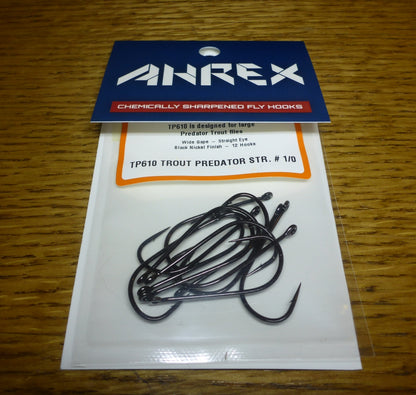 AHREX
CHEMICALLY SHARPENED FLY HOOKS
TP610 is designed for large
Predator Trout flies
Wide Gape - Straight Eye
Black Nickel Finish - 12 Hooks
TP610 TROUT PREDATOR STR. # 1/0